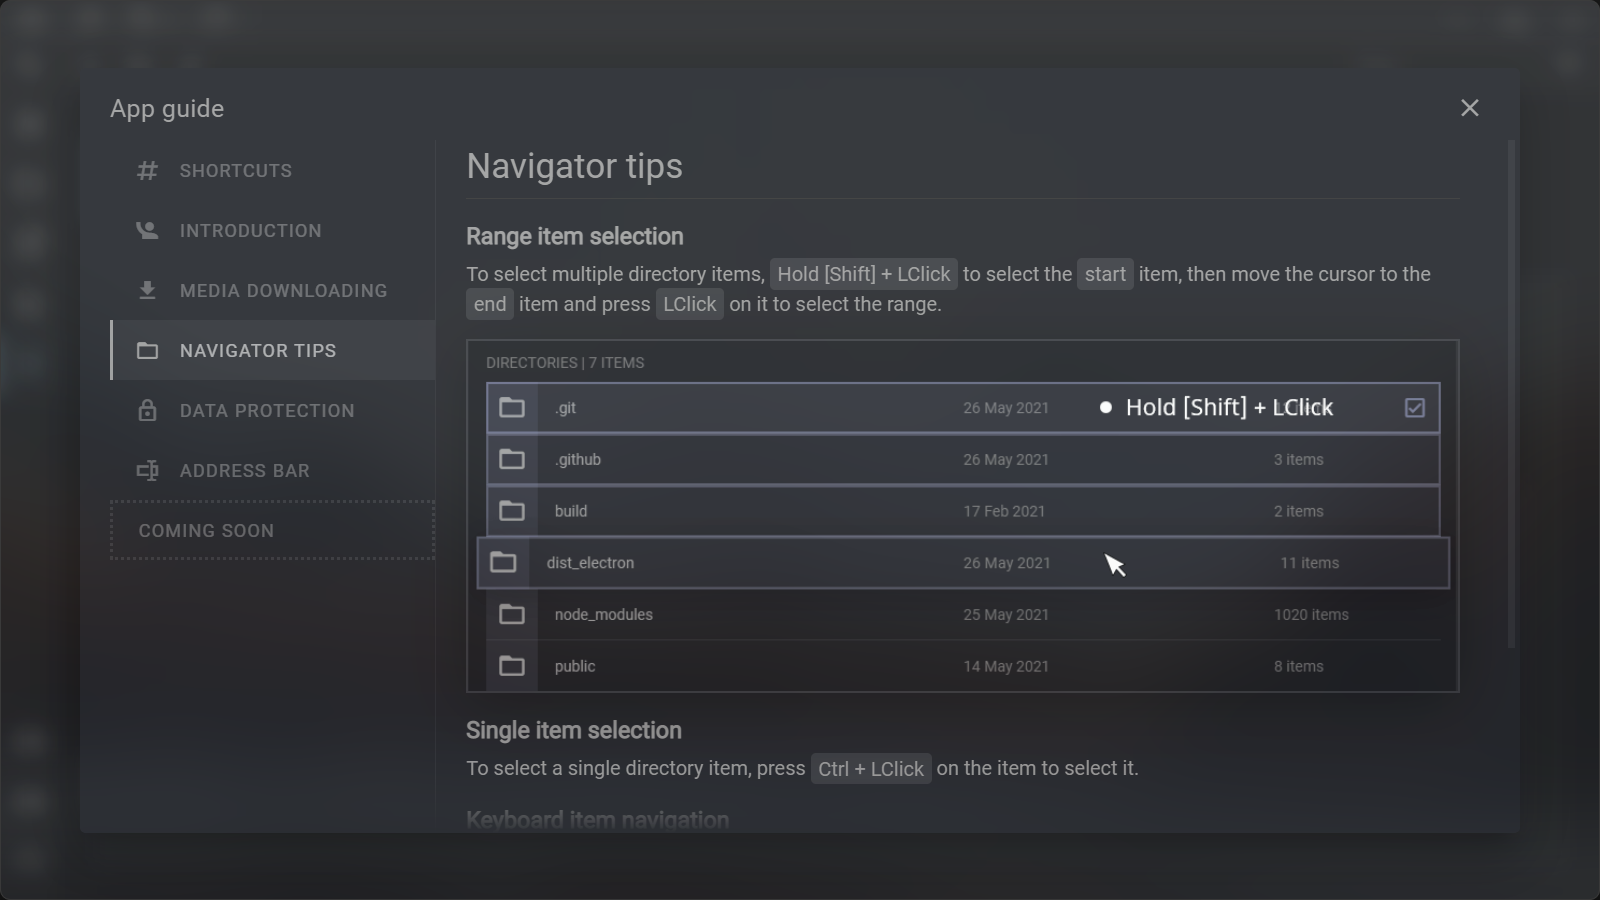 App guide
SHORTCUTS
INTRODUCTION
MEDIA DOWNLOADING
NAVIGATOR TIPS
DATA PROTECTION
ADDRESS BAR
COMING SOON
Navigator tips
Range item selection
To select multiple directory items, Hold [Shift] + LClick to select the start item, then move the cursor to the
end item and press LClick on it to select the range.
DIRECTORIES | 7 ITEMS
.git 26 May 2021 Hold [Shift] + LClick
.github 26 May 2021 3 items
build 17 Feb 2021 2 items
dist_electron 26 May 2021 11 items
node_modules 25 May 2021 1020 items
public 14 May 2021 8 items
Single item selection
To select a single directory item, press Ctrl + LClick on the item to select it.
Keyboard item navigation